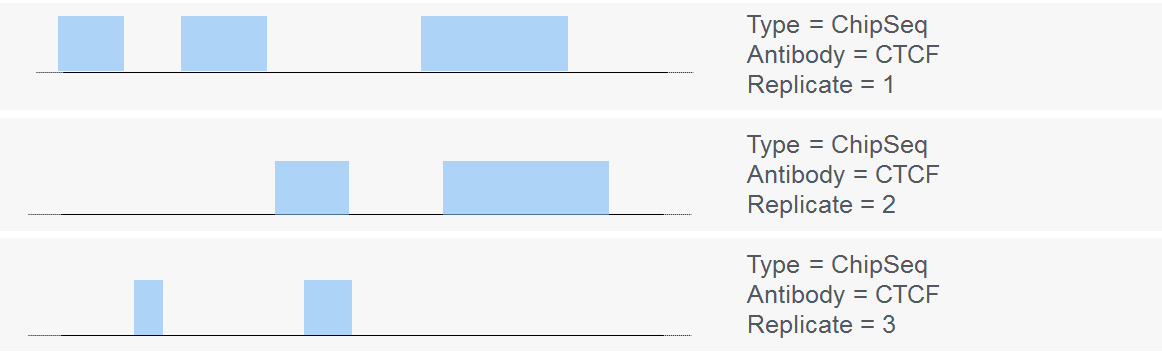 Type = ChipSeq
Antibody = CTCF
Replicate = 1
Type = ChipSeq
Antibody = CTCF
Replicate = 2
Type = ChipSeq
Antibody = CTCF
Replicate = 3